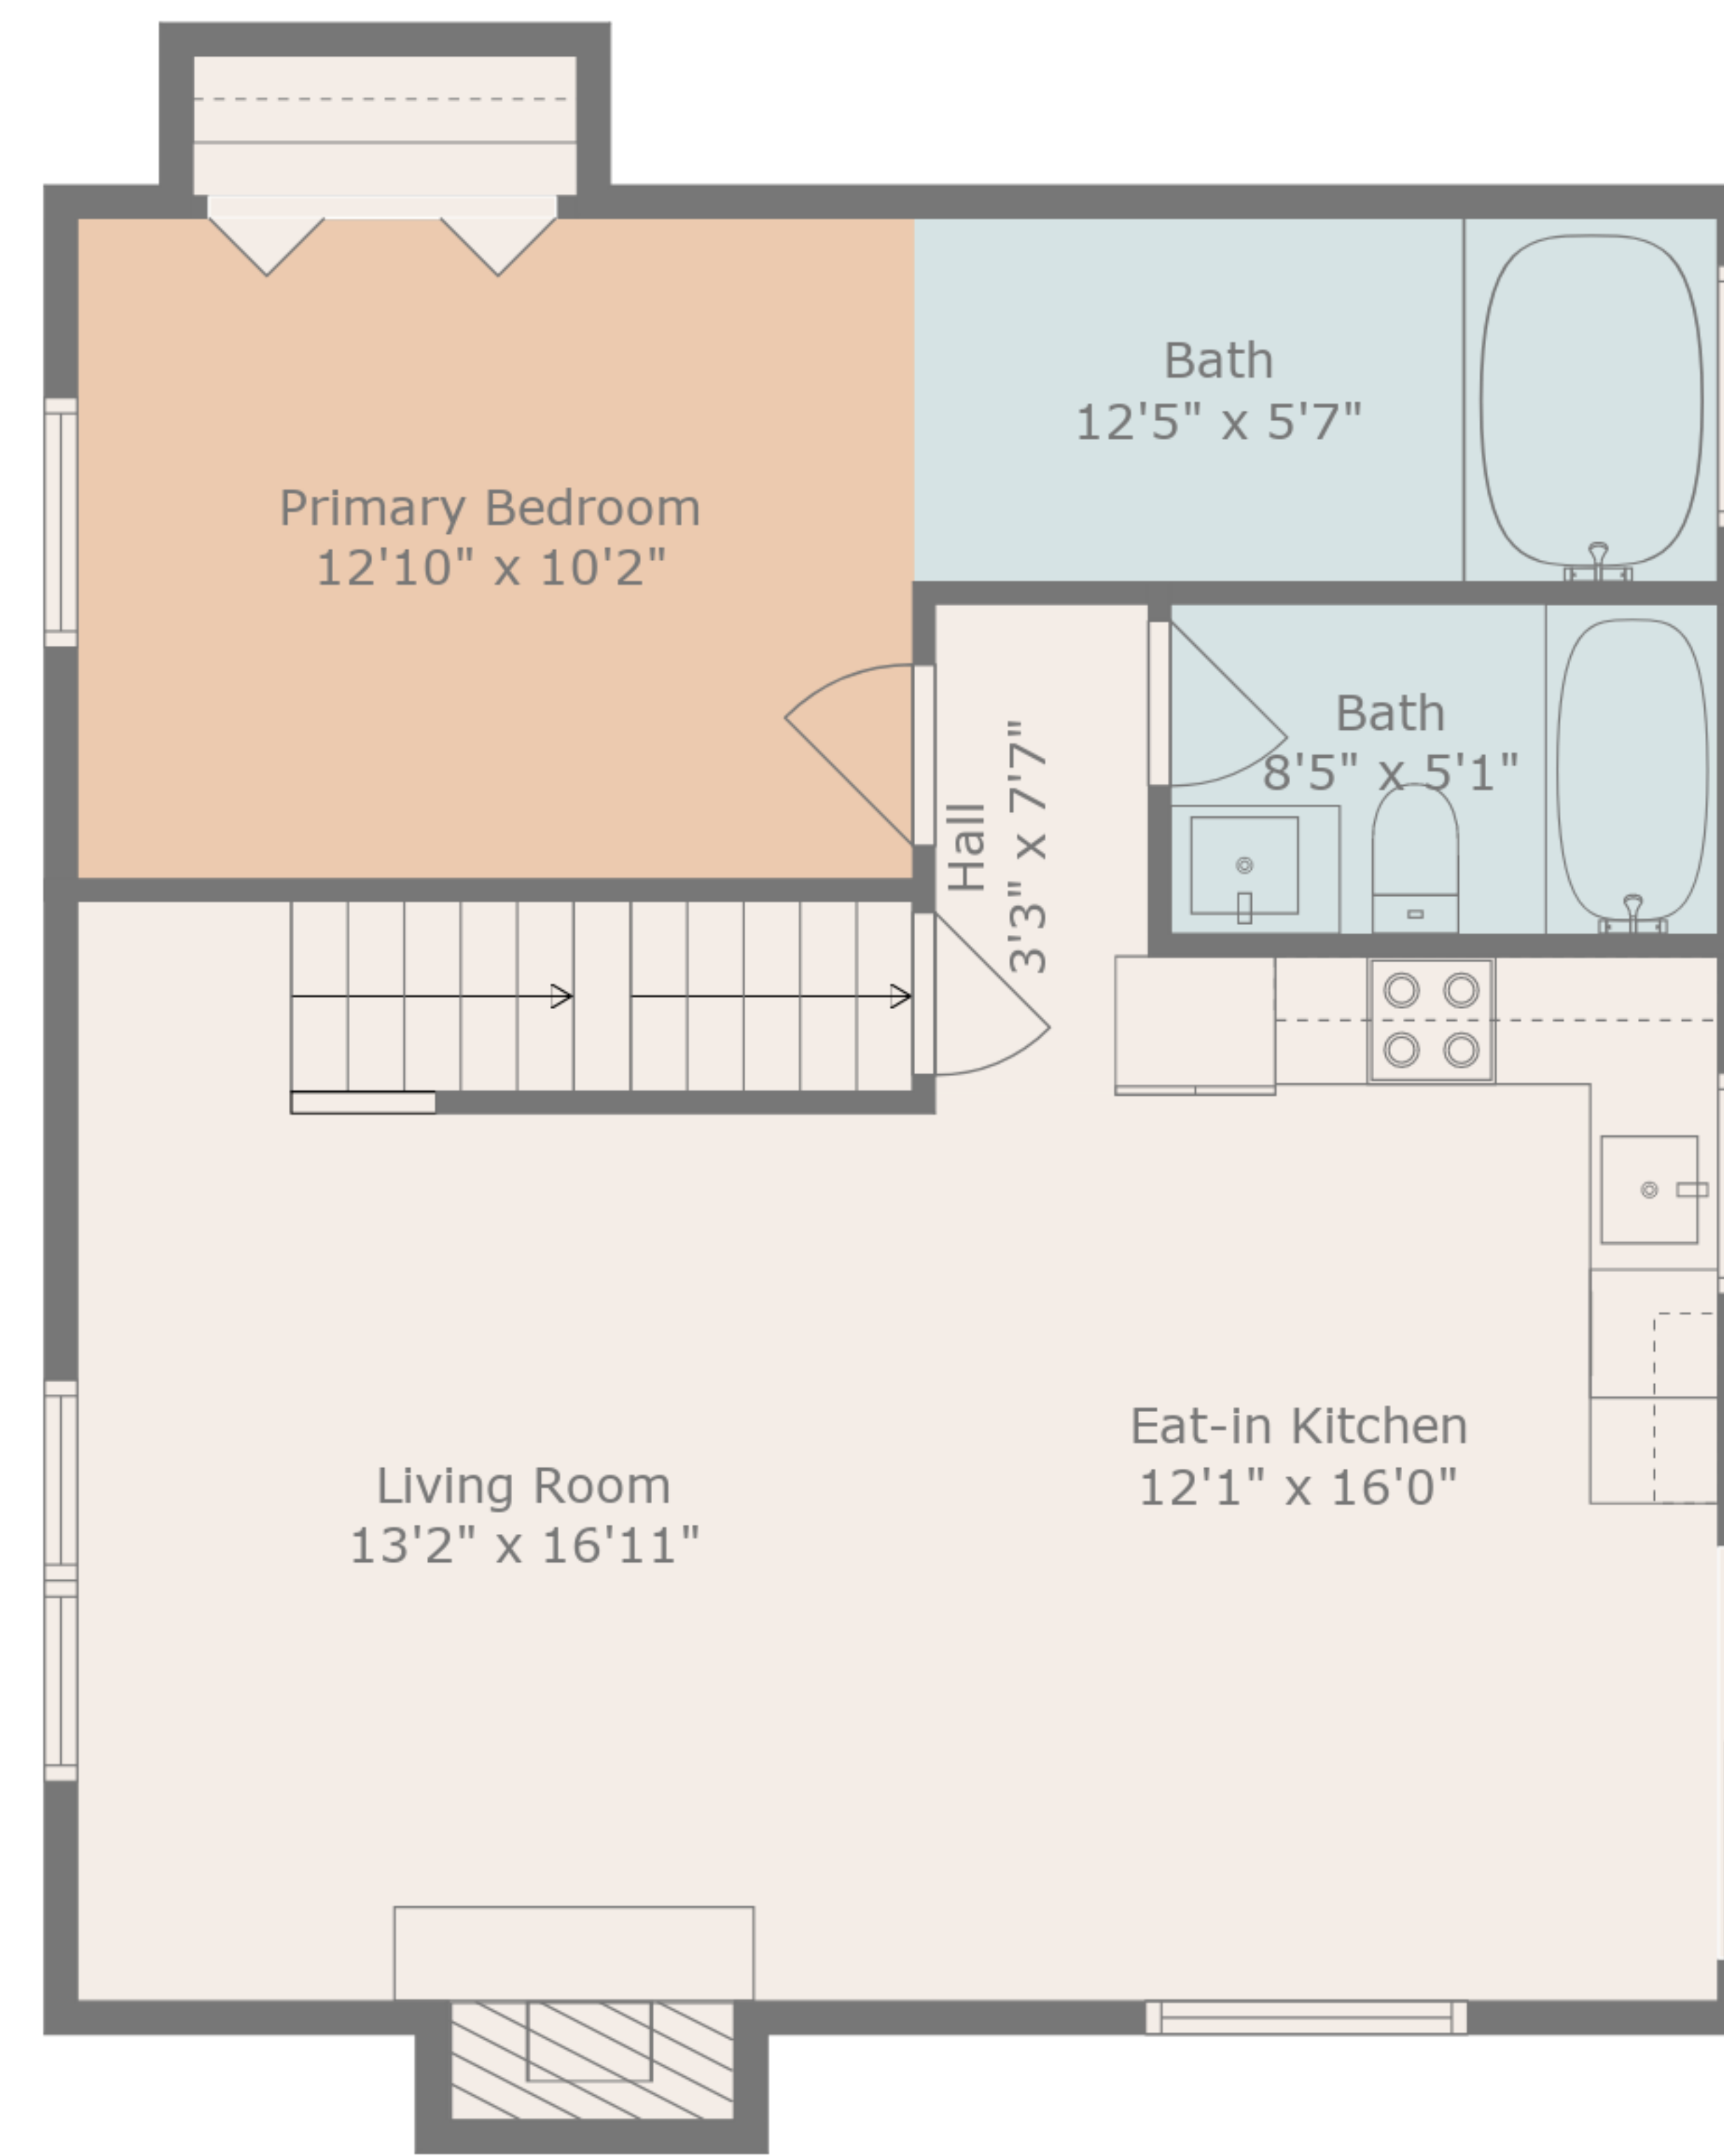 Bath
12'5" x 5'7"
Primary Bedroom
12'10" x 10'2"
Bath
8'5" x 5'1"
Hall
3'3" x 7'7"
Eat-in Kitchen
12'1" x 16'0"
Living Room
13'2" x 16'11"